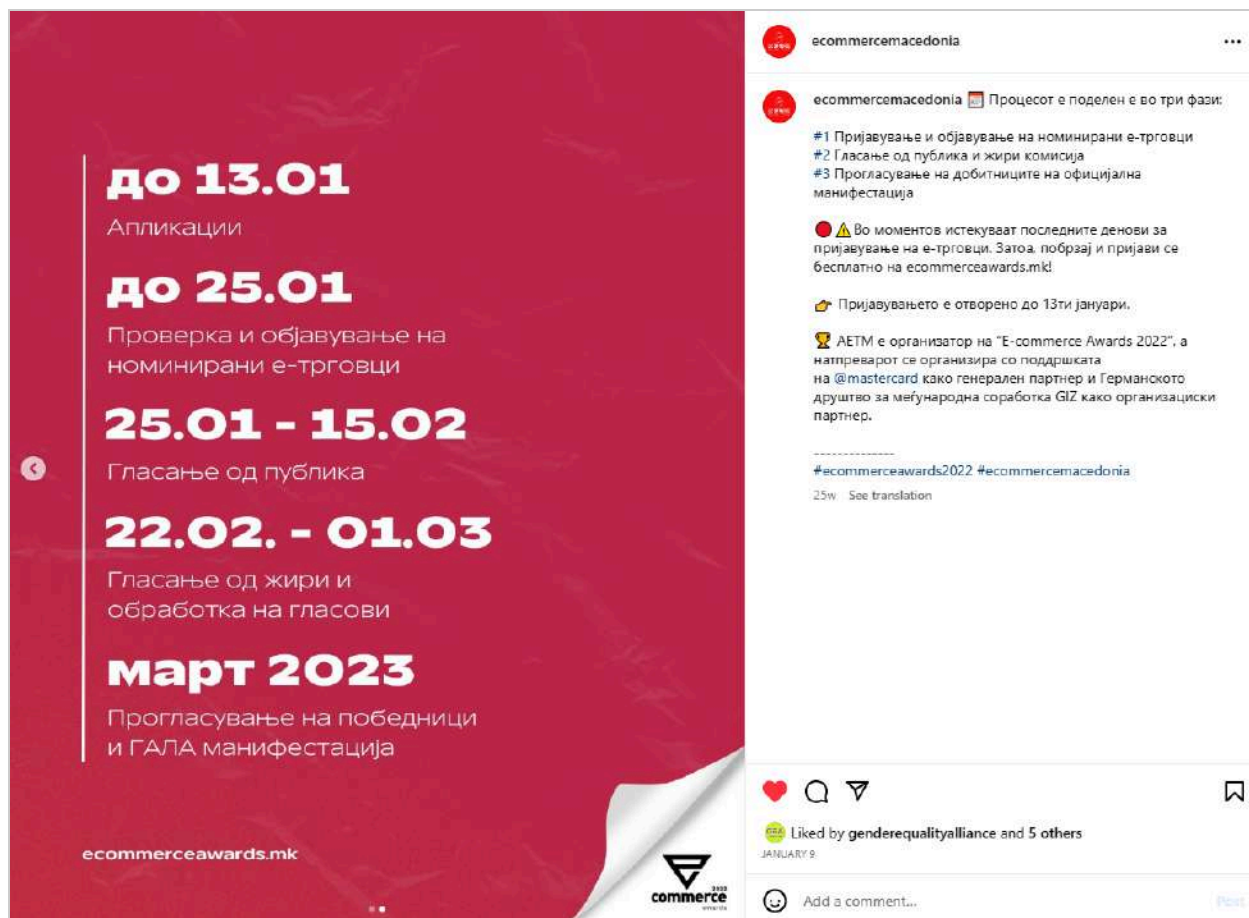 до 13.01
Апликации
до 25.01
Проверка и објавување на
номинирани е-трговци
25.01 - 15.02
Гласање од публика
22.02. - 01.03
Гласање од жири и
обработка на гласови
март 2023
Прогласување на победници
и ГАЛА манифестација
ecommerceawards.mk
commerce
ecommercemacedonia
ecommercemacedonia Процесот е поделен е во три фази:
#1 Пријавување и објавување на номинирани е-трговци
#2 Гласање од публика и жири комисија
#3 Прогласување на добитниците на официјална
манифестација
Во моментов истекуваат последните денови за
пријавување на е-трговци. Затоа, побрзај и пријави се
бесплатно на ecommerceawards.mk!
Пријавувањето е отворено до 13ти јануари.
АЕТМ е организатор на "E-commerce Awards 2022", а
натпреварот се организира со поддршката
на @mastercard како генерален партнер и Германското
друштво за меѓународна соработка GIZ како организациски
партнер.
--------------
#ecommerceawards2022 #ecommercemacedonia
25w See translation
Liked by genderequalityalliance and 5 others
JANUARY 9
Add a comment...
Post